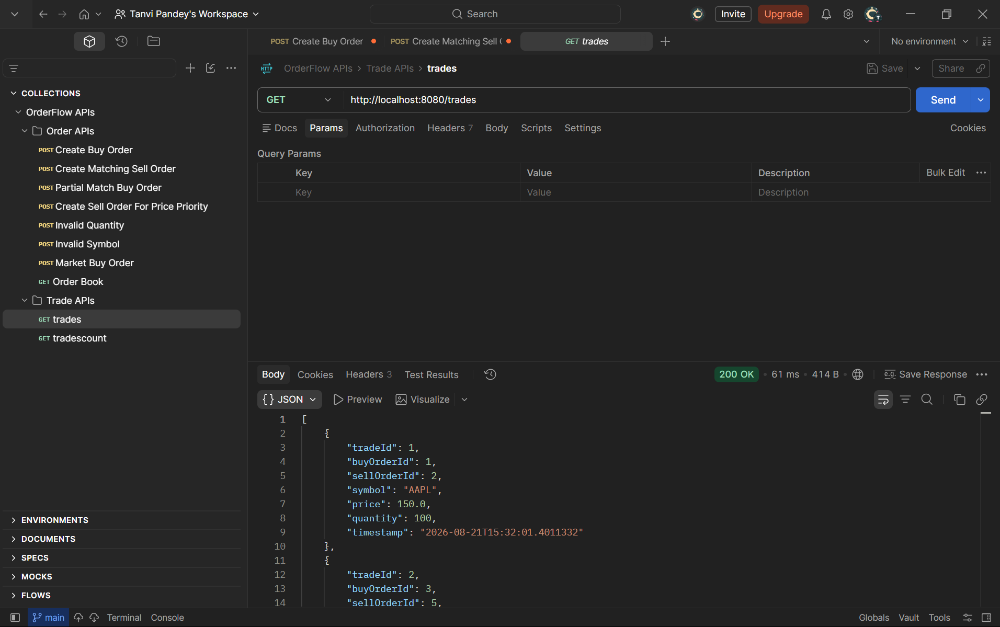 Tanvi Pandey's Workspace
Search
Invite
Upgrade
POST Create Buy Order
POST Create Matching Sell (
GET trades
No environment
HTTP
OrderFlow APIs > Trade APIs > trades
Save
Share
COLLECTIONS
OrderFlow APIs
Order APIs
POST Create Buy Order
POST Create Matching Sell Order
POST Partial Match Buy Order
POST Create Sell Order For Price Priority
POST Invalid Quantity
POST Invalid Symbol
POST Market Buy Order
GET Order Book
Trade APIs
GET trades
GET tradescount
ENVIRONMENTS
DOCUMENTS
SPECS
MOCKS
FLOWS
GET http://localhost:8080/trades
Send
Docs Params Authorization Headers 7 Body Scripts Settings Cookies
Query Params
Key Value Description Bulk Edit
Key Value Description
Body Cookies Headers 3 Test Results
200 OK • 61 ms • 414 B • e.g. Save Response
{} JSON Preview Visualize
1 [
2 {
3 "tradeId": 1,
4 "buyOrderId": 1,
5 "sellOrderId": 2,
6 "symbol": "AAPL",
7 "price": 150.0,
8 "quantity": 100,
9 "timestamp": "2026-08-21T15:32:01.4011332"
10 },
11 {
12 "tradeId": 2,
13 "buyOrderId": 3,
14 "sellOrderId": 5,
main Terminal Console
Globals Vault Tools